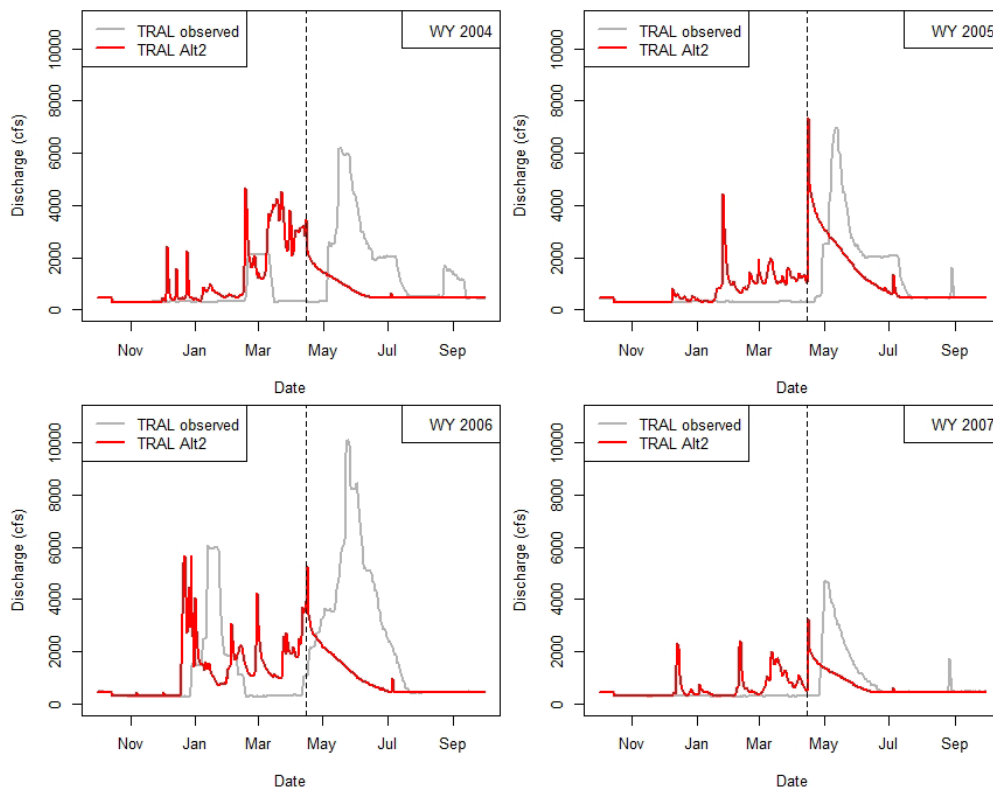 TRAL observed
TRAL Alt2
WY 2004
Discharge (cfs)
0 2000 4000 6000 8000 10000
Nov Jan Mar May Jul Sep
Date
TRAL observed
TRAL Alt2
WY 2005
Discharge (cfs)
0 2000 4000 6000 8000 10000
Nov Jan Mar May Jul Sep
Date
TRAL observed
TRAL Alt2
WY 2006
Discharge (cfs)
0 2000 4000 6000 8000 10000
Nov Jan Mar May Jul Sep
Date
TRAL observed
TRAL Alt2
WY 2007
Discharge (cfs)
0 2000 4000 6000 8000 10000
Nov Jan Mar May Jul Sep
Date